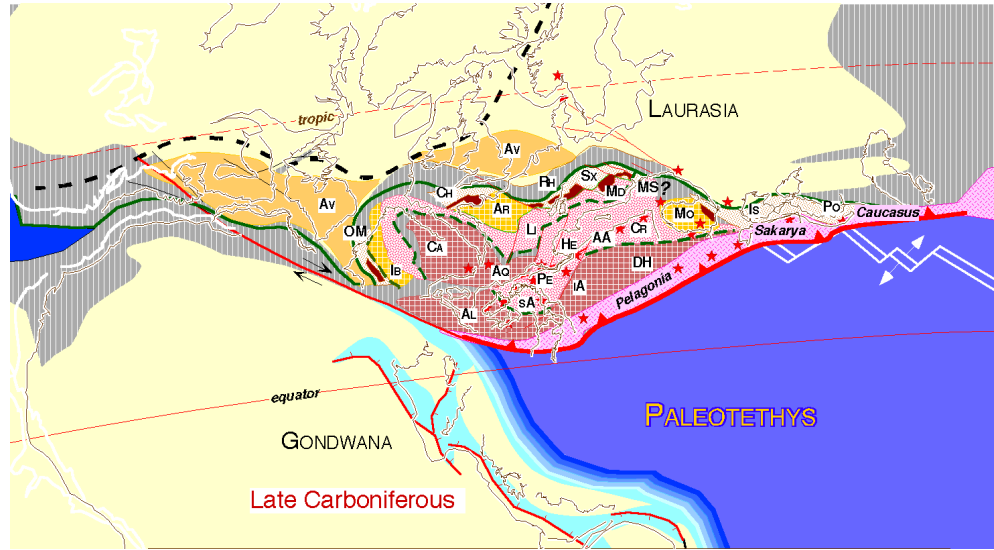 LAURASIA
tropic
AV
AV
CH
RH
SX
MD
MS?
AR
OM
LI
IS
PO
MO
Caucasus
CA
HE
AA
CR
Sakarya
IB
AQ
PE
IA
DH
Pelagonia
AL
SA
equator
PALEOTETHYS
GONDWANA
Late Carboniferous